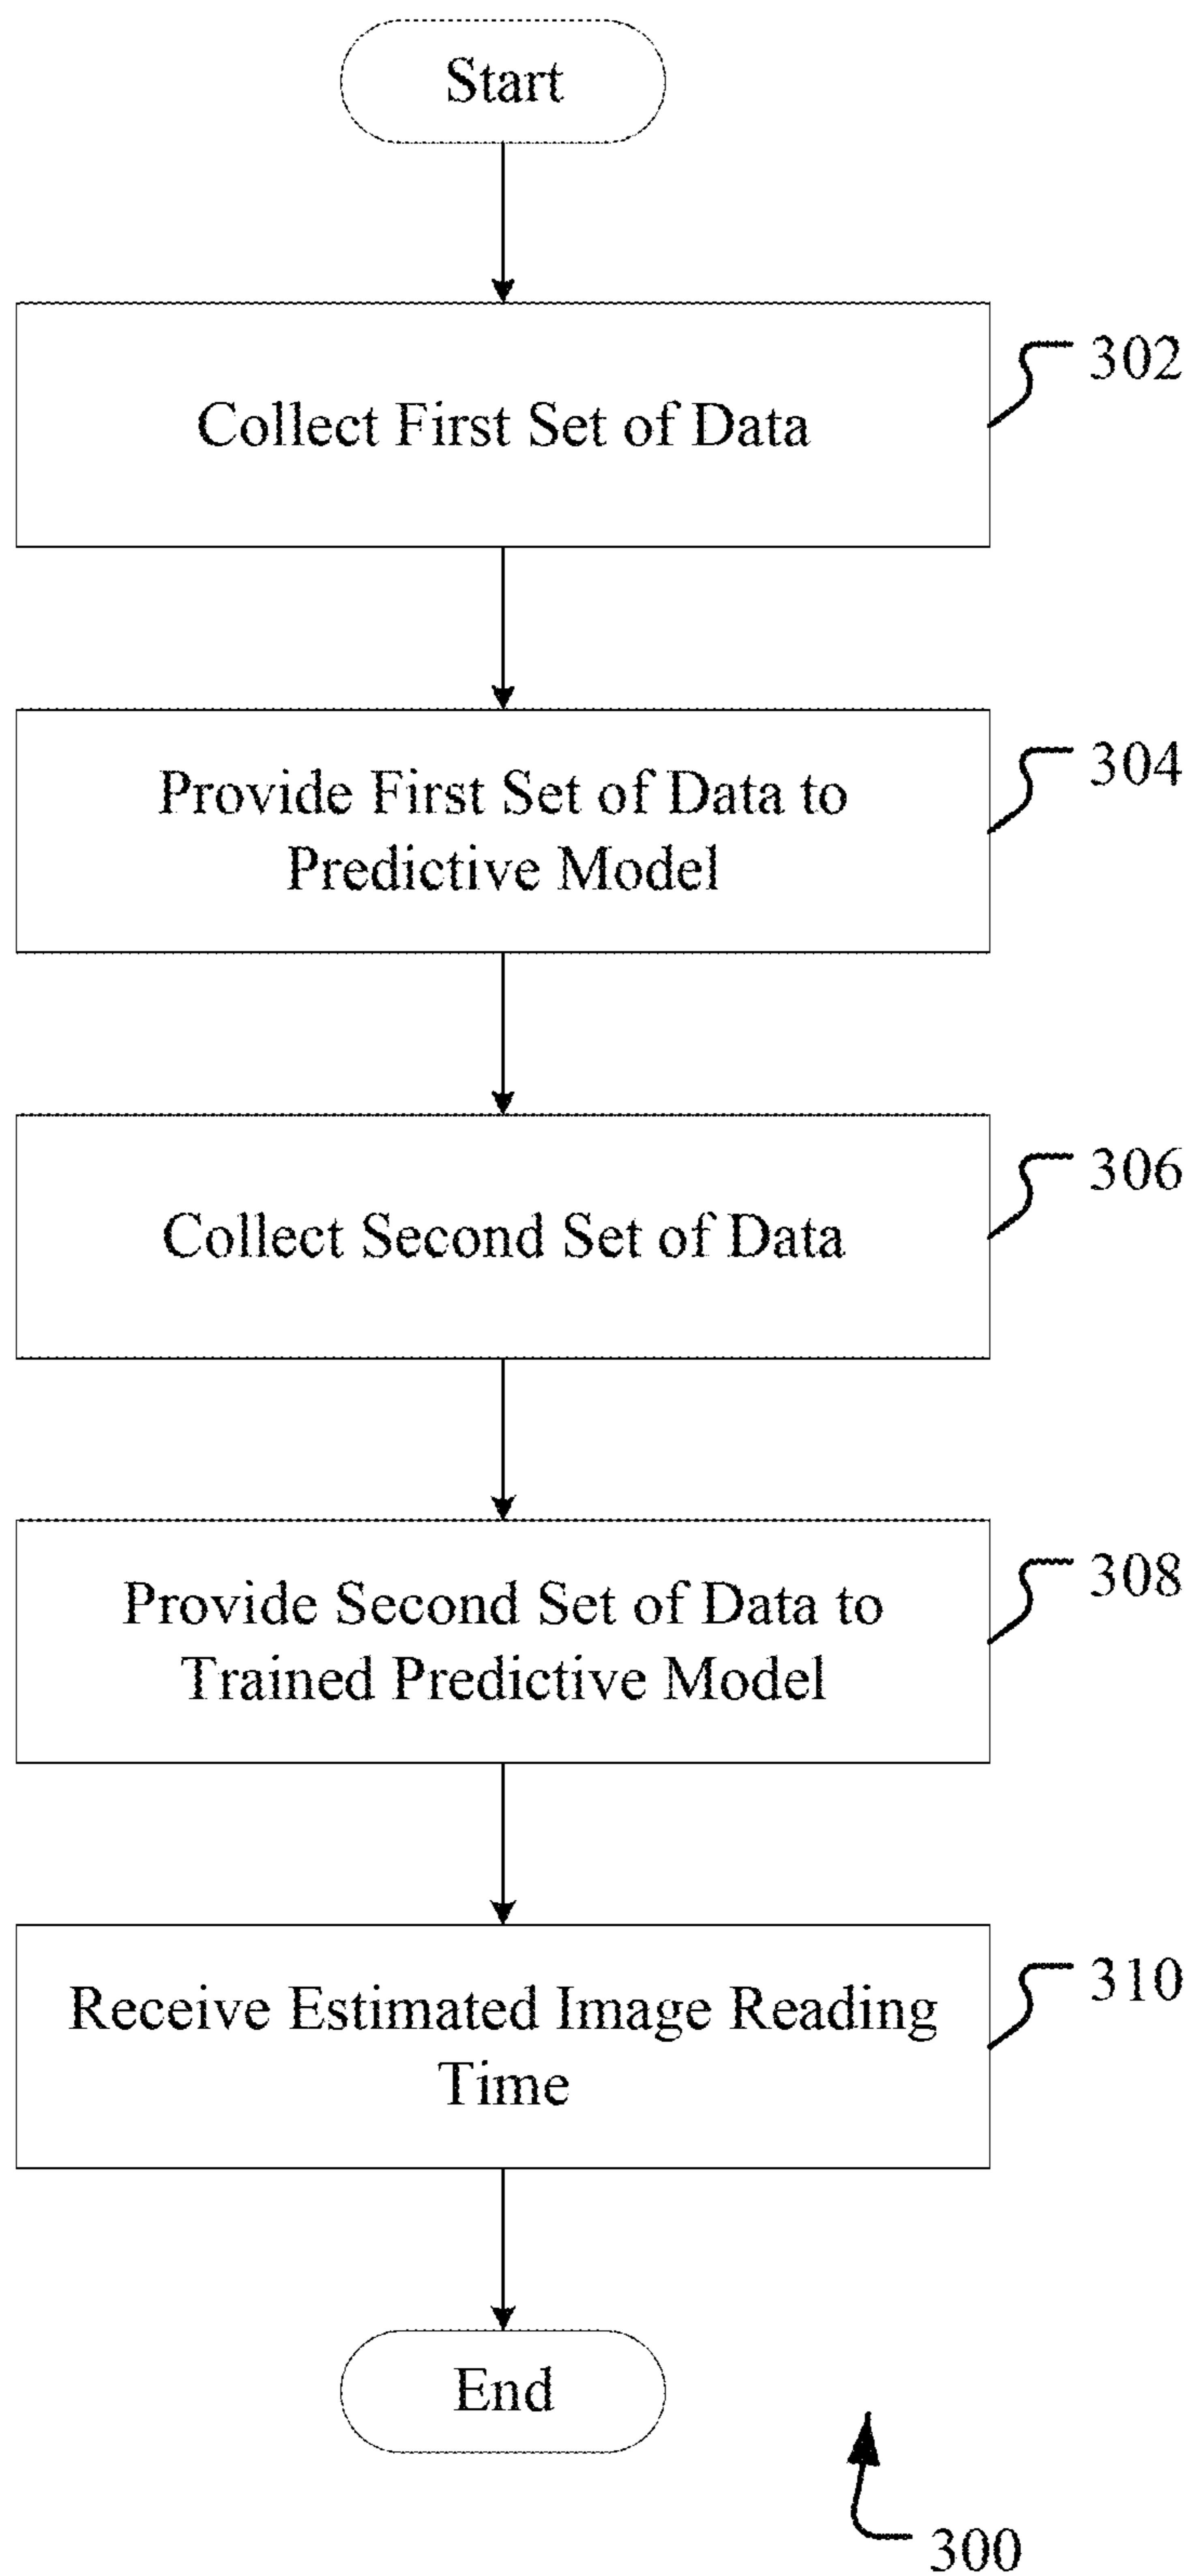 Start
302
Collect First Set of Data
304
Provide First Set of Data to
Predictive Model
306
Collect Second Set of Data
308
Provide Second Set of Data to
Trained Predictive Model
310
Receive Estimated Image Reading
Time
End
300